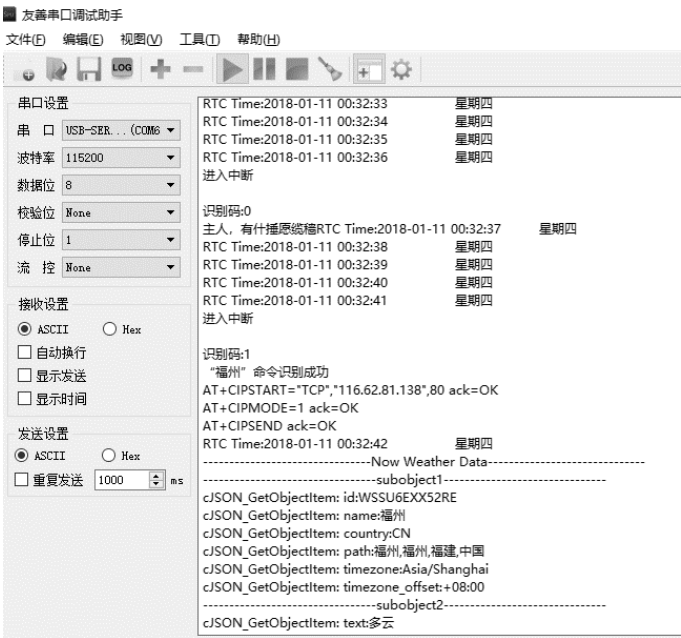 友善串口调试助手
文件(F) 编辑(E) 视图(V) 工具(T) 帮助(H)
LOG
串口设置
串 口 USB-SER...(COM6
波特率 115200
数据位 8
校验位 None
停止位 1
流 控 None
接收设置
ASCII Hex
自动换行
显示发送
显示时间
发送设置
ASCII Hex
重复发送 1000 ms
RTC Time:2018-01-11 00:32:33 星期四
RTC Time:2018-01-11 00:32:34 星期四
RTC Time:2018-01-11 00:32:35 星期四
RTC Time:2018-01-11 00:32:36 星期四
进入中断
识别码:0
主人，有什捶愿缆稿RTC Time:2018-01-11 00:32:37 星期四
RTC Time:2018-01-11 00:32:38 星期四
RTC Time:2018-01-11 00:32:39 星期四
RTC Time:2018-01-11 00:32:40 星期四
RTC Time:2018-01-11 00:32:41 星期四
进入中断
识别码:1
“福州”命令识别成功
AT+CIPSTART="TCP","116.62.81.138",80 ack=OK
AT+CIPMODE=1 ack=OK
AT+CIPSEND ack=OK
RTC Time:2018-01-11 00:32:42 星期四
--------------------------------Now Weather Data------------------------------
---------------------------------subobject1-------------------------------
cJSON_GetObjectItem: id:WSSU6EXX52RE
cJSON_GetObjectItem: name:福州
cJSON_GetObjectItem: country:CN
cJSON_GetObjectItem: path:福州,福州,福建,中国
cJSON_GetObjectItem: timezone:Asia/Shanghai
cJSON_GetObjectItem: timezone_offset:+08:00
---------------------------------subobject2-------------------------------
cJSON_GetObjectItem: text:多云